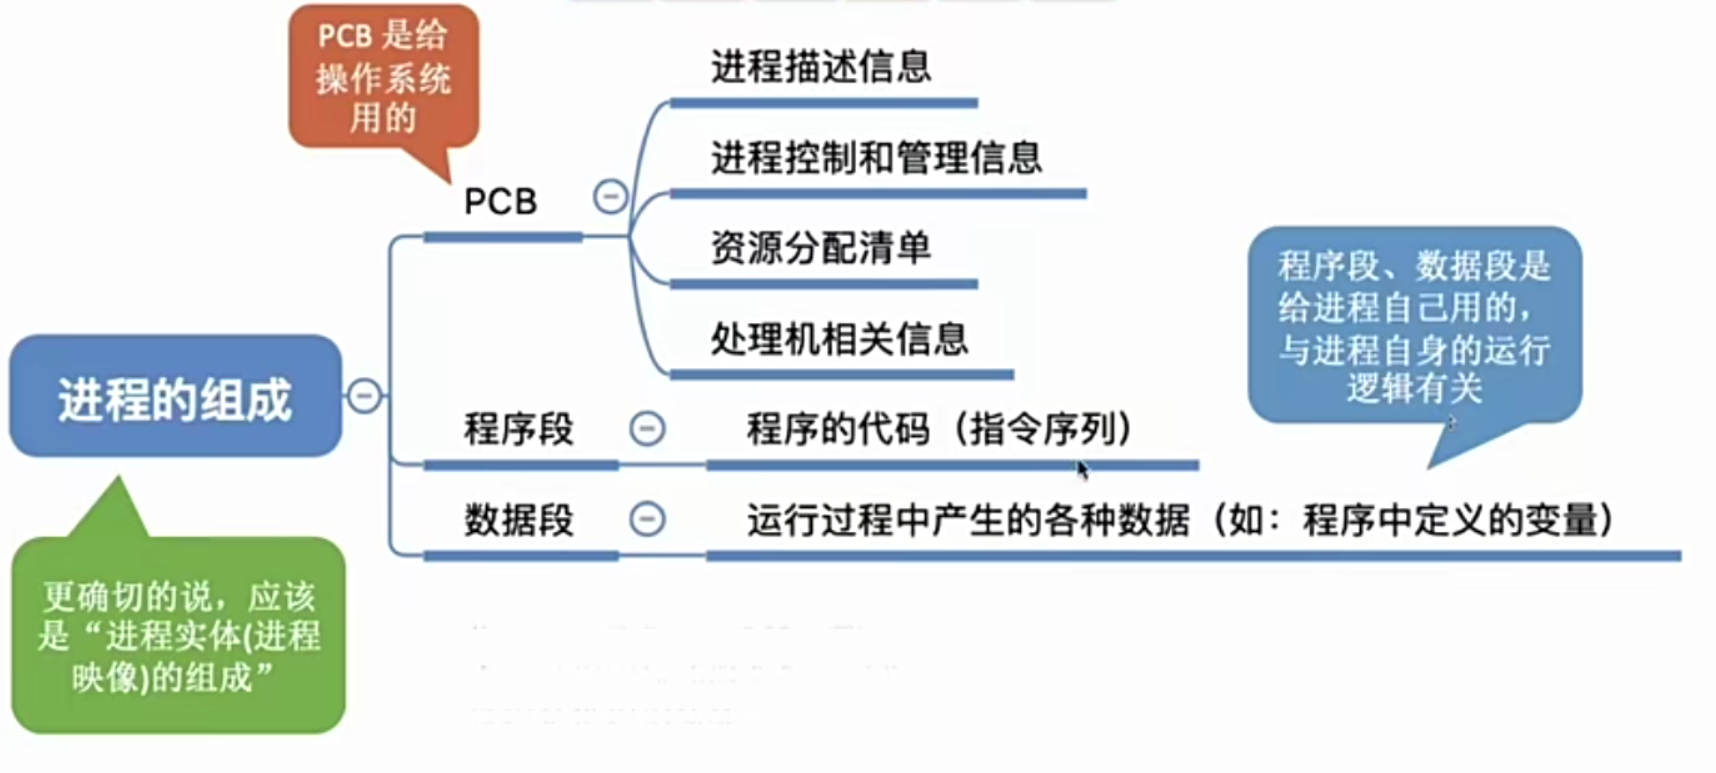 PCB 是给
操作系统
用的
进程描述信息
进程控制和管理信息
PCB
资源分配清单
处理机相关信息
程序段、数据段是
给进程自己用的，
与进程自身的运行
逻辑有关
进程的组成
程序段
程序的代码（指令序列）
数据段
运行过程中产生的各种数据（如：程序中定义的变量）
更确切的说，应该
是“进程实体(进程
映像)的组成”